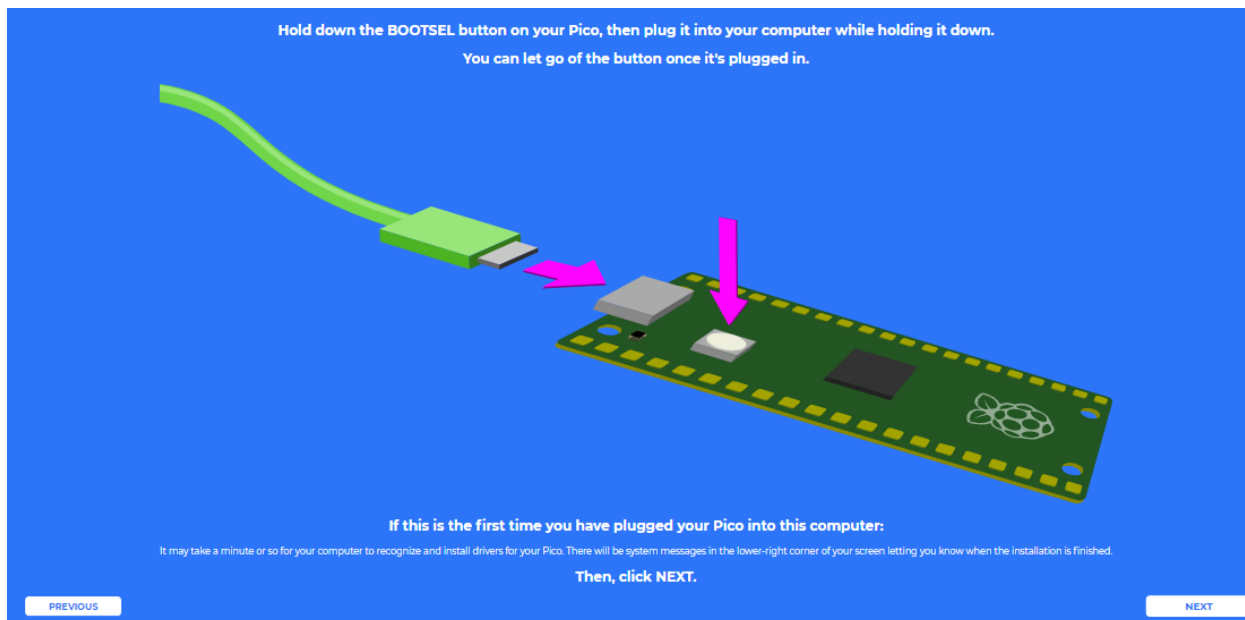 Hold down the BOOTSEL button on your Pico, then plug it into your computer while holding it down.
You can let go of the button once it's plugged in.
If this is the first time you have plugged your Pico into this computer:
It may take a minute or so for your computer to recognize and install drivers for your Pico. There will be system messages in the lower-right corner of your screen letting you know when the installation is finished.
Then, click NEXT.
PREVIOUS
NEXT